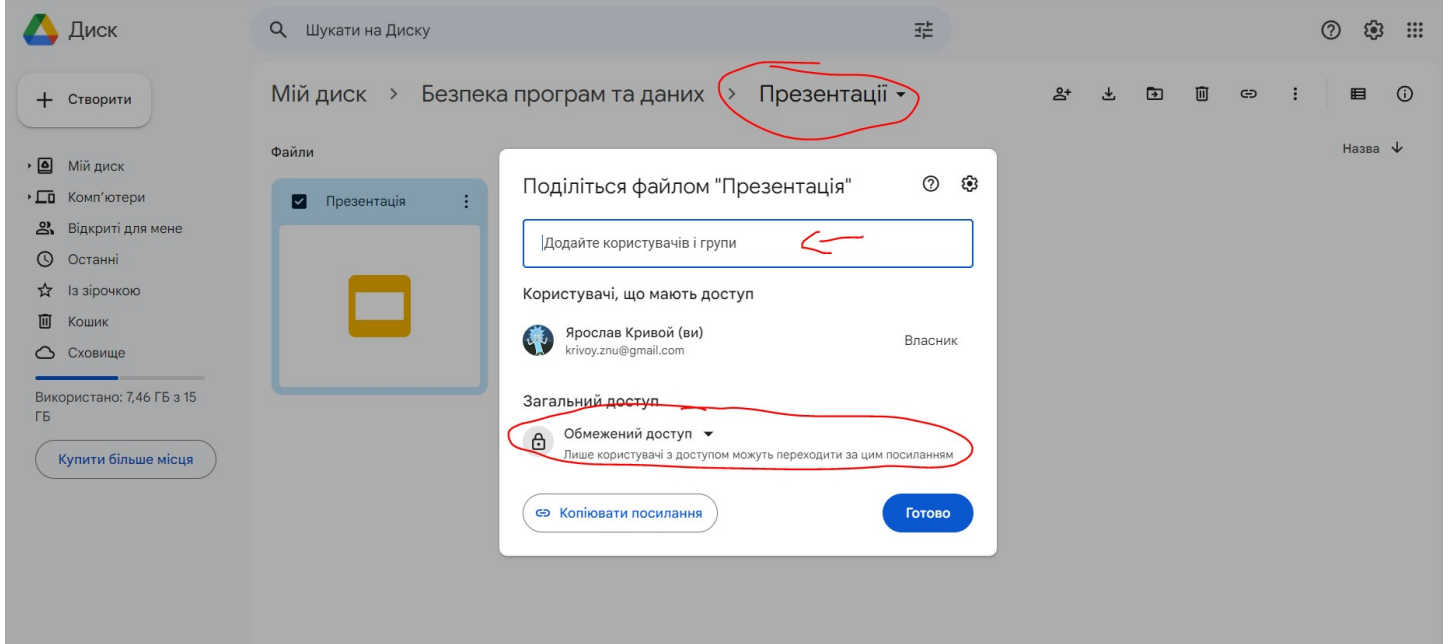 Диск
Шукати на Диску
Створити
Мій диск > Безпека програм та даних > Презентації
Мій диск
Комп'ютери
Відкриті для мене
Останні
Із зірочкою
Кошик
Сховище
Використано: 7,46 ГБ з 15
ГБ
Купити більше місця
Файли
Назва
Презентація
Поділіться файлом "Презентація"
Додайте користувачів і групи
Користувачі, що мають доступ
Ярослав Кривой (ви)
krivoy.znu@gmail.com
Власник
Загальний доступ
Обмежений доступ
Лише користувачі з доступом можуть переходити за цим посиланням
Копіювати посилання
Готово